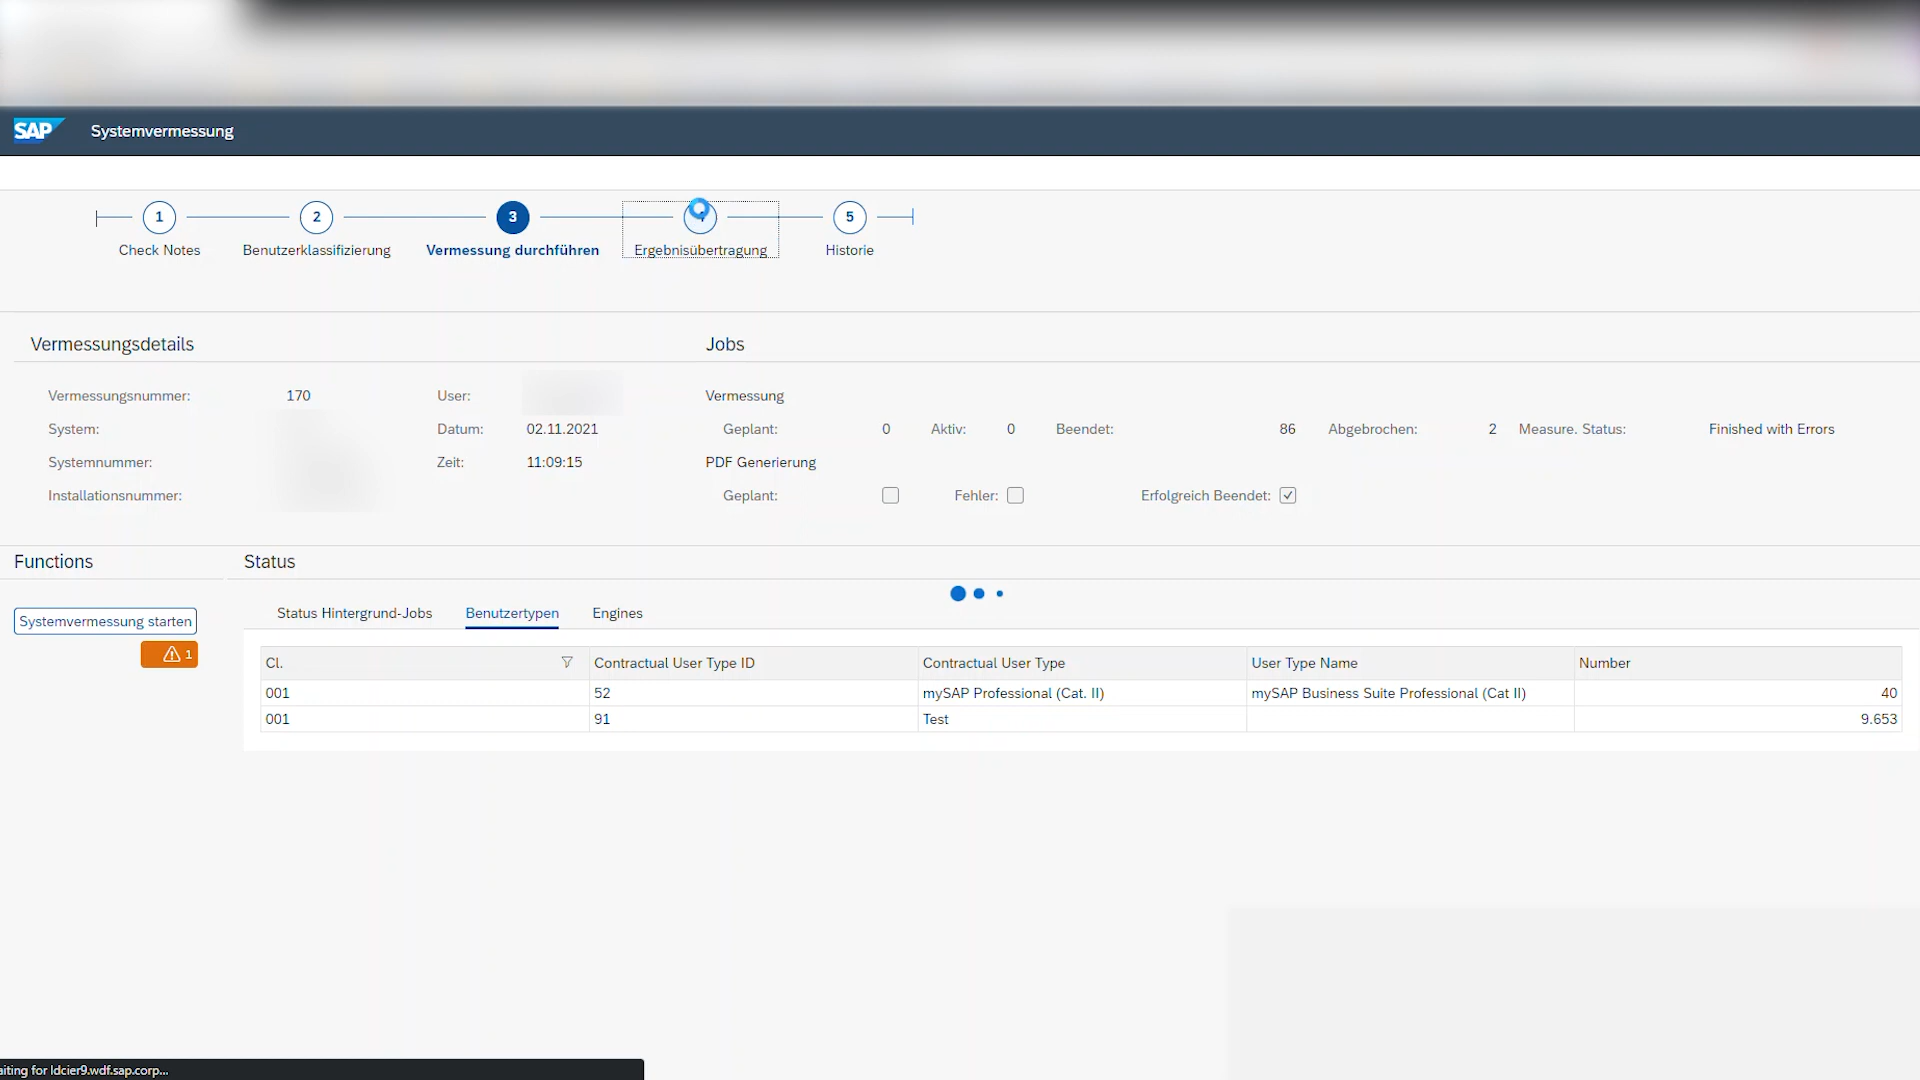 SAP Systemvermessung
1 2 3 4 5
Check Notes Benutzerklassifizierung Vermessung durchführen Ergebnisübertragung Historie
Vermessungsdetails Jobs
Vermessungsnummer: 170 User: Vermessung
System: Datum: 02.11.2021 Geplant: 0 Aktiv: 0 Beendet: 86 Abgebrochen: 2 Measure. Status: Finished with Errors
Systemnummer: Zeit: 11:09:15 PDF Generierung
Installationsnummer: Geplant: Fehler: Erfolgreich Beendet:
Functions Status
Systemvermessung starten Status Hintergrund-Jobs Benutzertypen Engines
1
Cl. Contractual User Type ID Contractual User Type User Type Name Number
001 52 mySAP Professional (Cat. II) mySAP Business Suite Professional (Cat II) 40
001 91 Test 9.653
aiting for ldcier9.wdf.sap.corp...